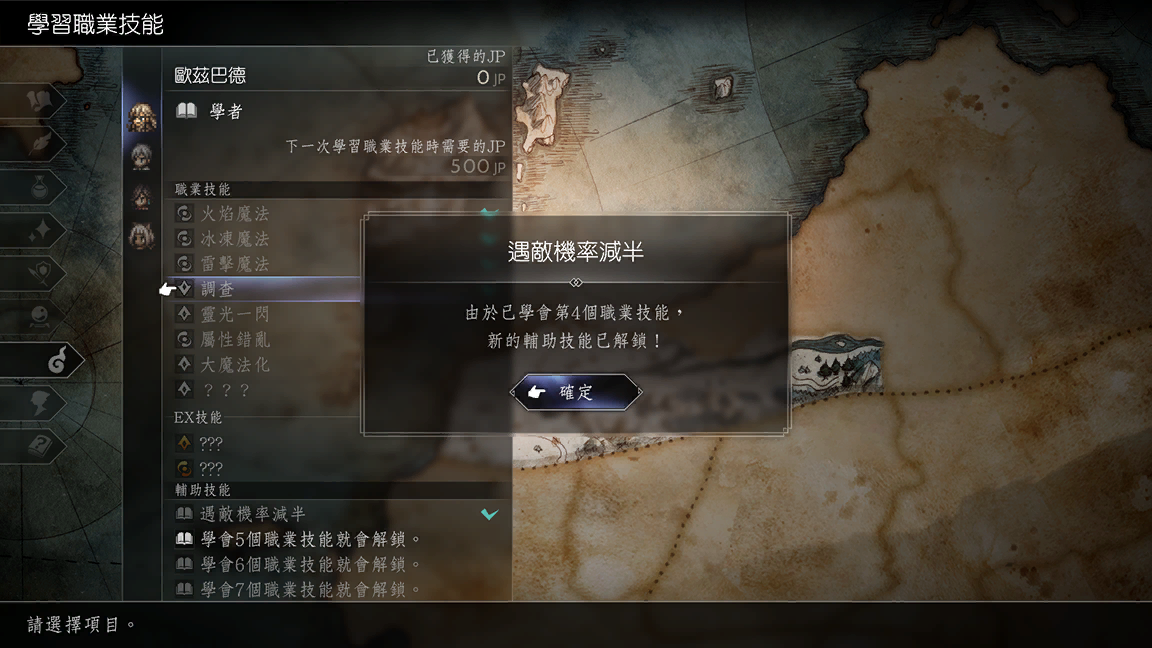 學習職業技能
已獲得的JP
歐茲巴德
0 JP
學者
下一次學習職業技能時需要的JP
500 JP
職業技能
火焰魔法
冰凍魔法
雷擊魔法
調查
靈光一閃
屬性錯亂
大魔法化
？？？
EX技能
???
???
輔助技能
遇敵機率減半
學會5個職業技能就會解鎖。
學會6個職業技能就會解鎖。
學會7個職業技能就會解鎖。
遇敵機率減半
由於已學會第4個職業技能，
新的輔助技能已解鎖！
確定
請選擇項目。